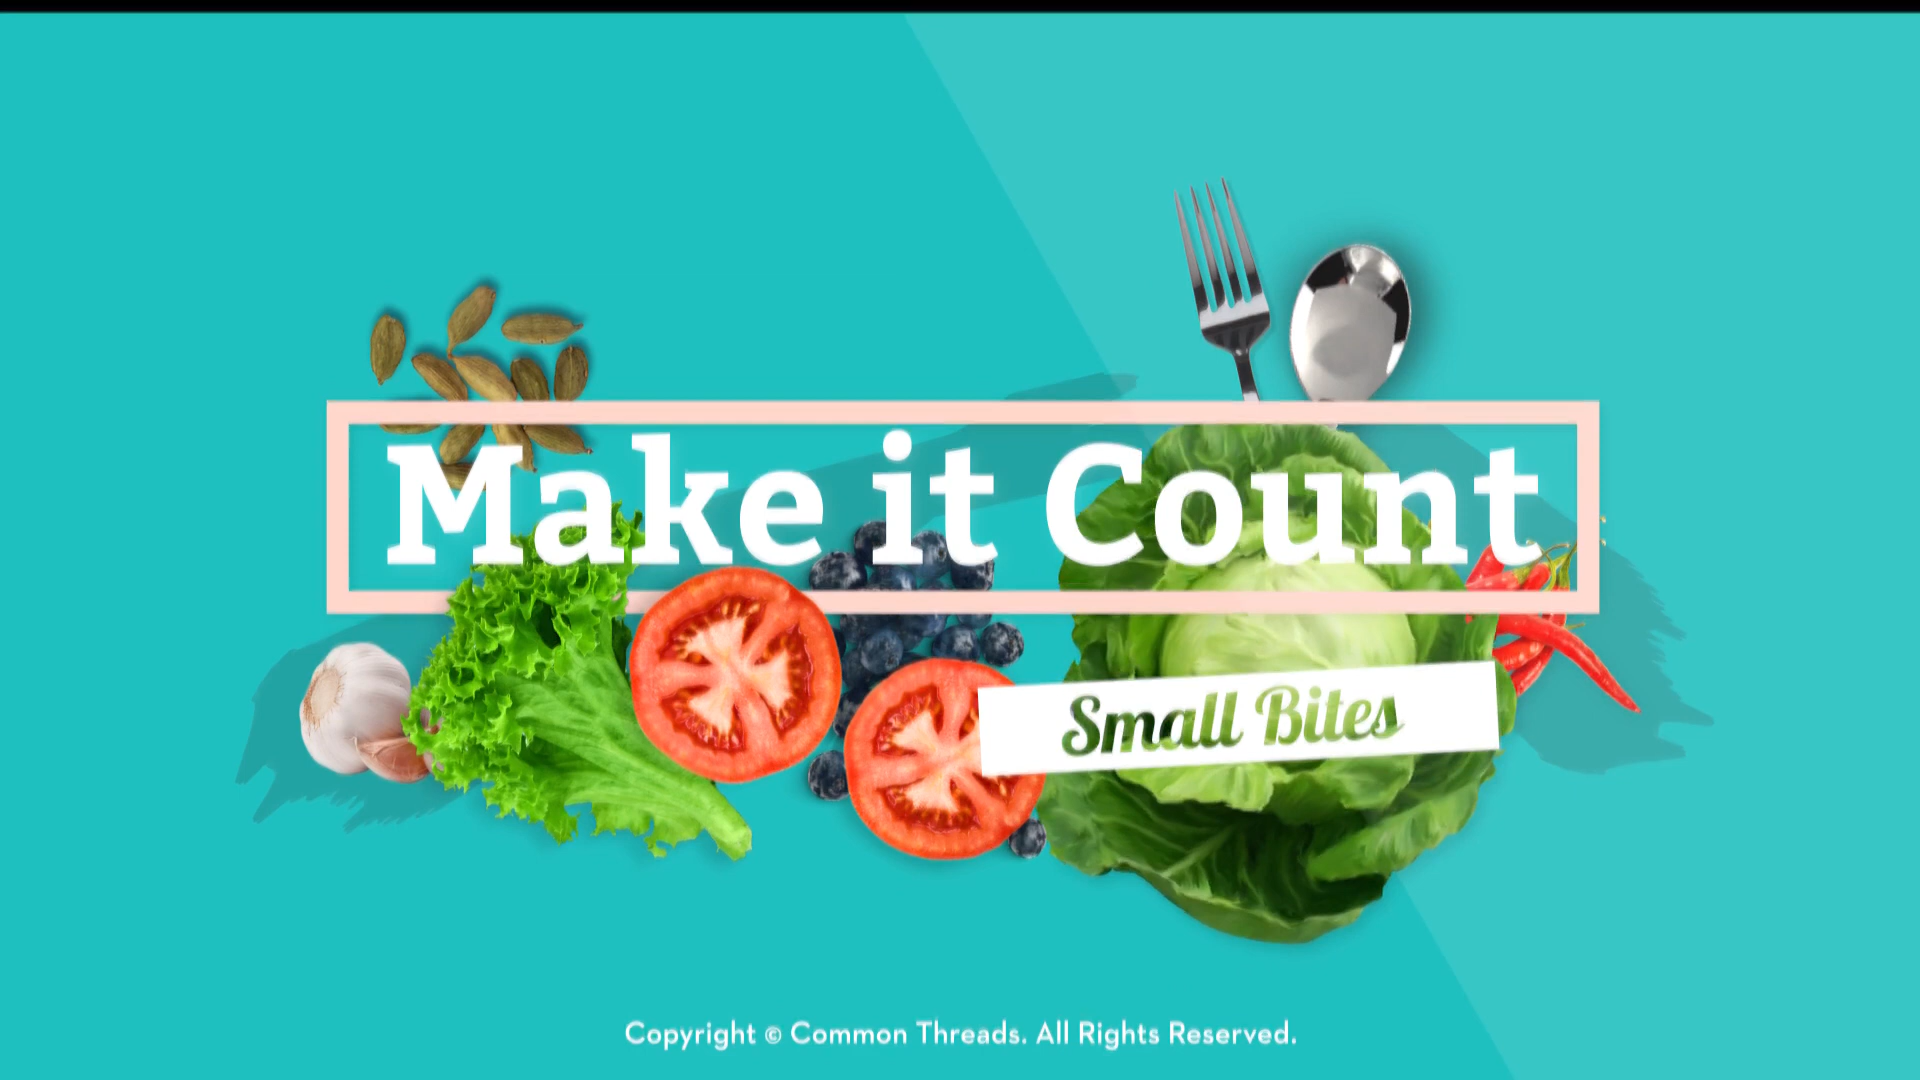 Make it Count
Small Bites
Copyright © Common Threads. All Rights Reserved.